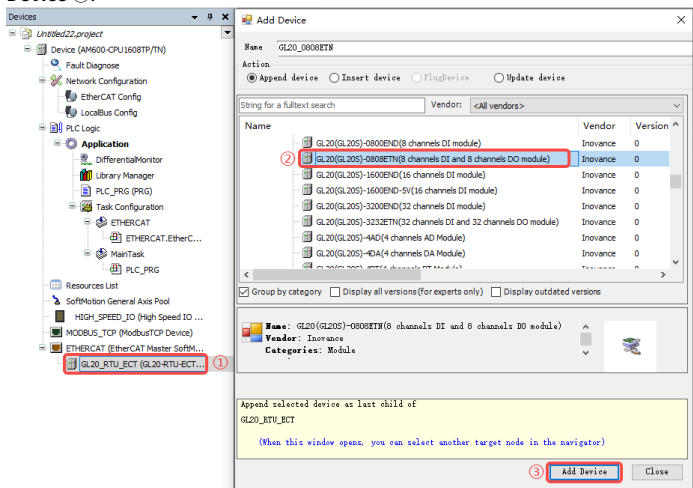 Devices
Untitled22.project
Device (AM600-CPU1608TP/TN)
Fault Diagnose
Network Configuration
EtherCAT Config
LocalBus Config
PLC Logic
Application
DifferentialMonitor
Library Manager
PLC_PRG (PRG)
Task Configuration
ETHERCAT
ETHERCAT.EtherC...
MainTask
PLC_PRG
Resources List
SoftMotion General Axis Pool
HIGH_SPEED_IO (High Speed IO ...
MODBUS_TCP (ModbusTCP Device)
ETHERCAT (EtherCAT Master SoftM...
GL20_RTU_ECT (GL20-RTU-ECT... ①
Add Device
Name GL20_0808ETN
Action
Append device Insert device PlugDevice Update device
String for a fulltext search Vendor: <All vendors>
Name Vendor Version
GL20(GL20S)-0800END(8 channels DI module) Inovance 0
② GL20(GL20S)-0808ETN(8 channels DI and 8 channels DO module) Inovance 0
GL20(GL20S)-1600END(16 channels DI module) Inovance 0
GL20(GL20S)-1600END-5V(16 channels DI module) Inovance 0
GL20(GL20S)-3200END(32 channels DI module) Inovance 0
GL20(GL20S)-3232ETN(32 channels DI and 32 channels DO module) Inovance 0
GL20(GL20S)-4AD(4 channels AD Module) Inovance 0
GL20(GL20S)-4DA(4 channels DA Module) Inovance 0
Group by category Display all versions(for experts only) Display outdated versions
Name: GL20(GL20S)-0808ETN(8 channels DI and 8 channels DO module)
Vendor: Inovance
Categories: Module
Append selected device as last child of
GL20_RTU_ECT
(When this window opens, you can select another target node in the navigator)
③ Add Device Close